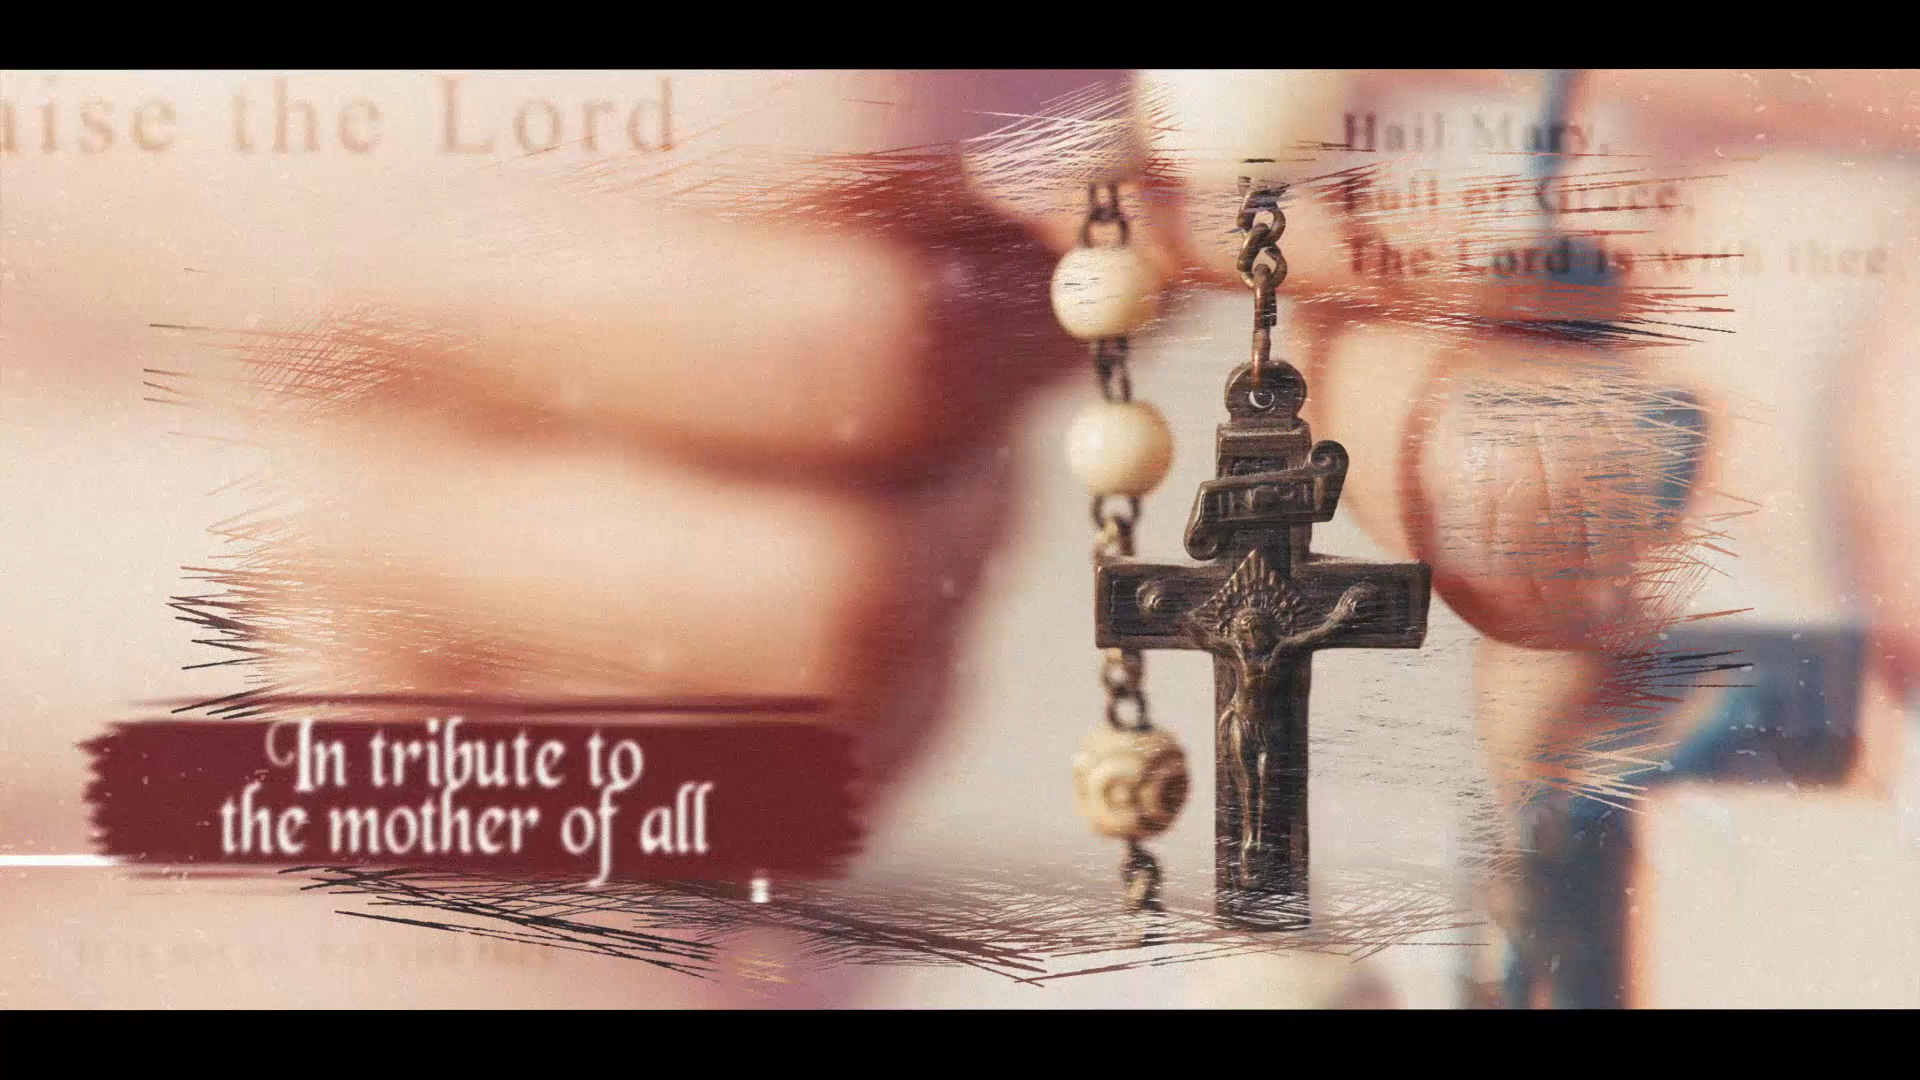 aise the Lord
Hail Mary,
Full of Grace,
The Lord is with thee,
In tribute to
the mother of all